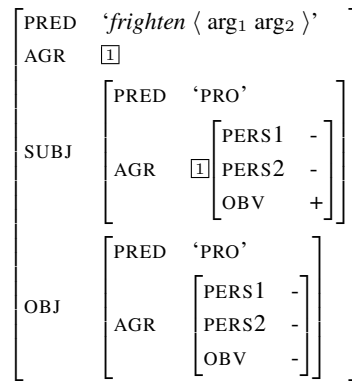 PRED ‘frighten ⟨ arg₁ arg₂ ⟩’
AGR 1
SUBJ
PRED ‘PRO’
AGR 1
PERS1 -
PERS2 -
OBV +
OBJ
PRED ‘PRO’
AGR
PERS1 -
PERS2 -
OBV -